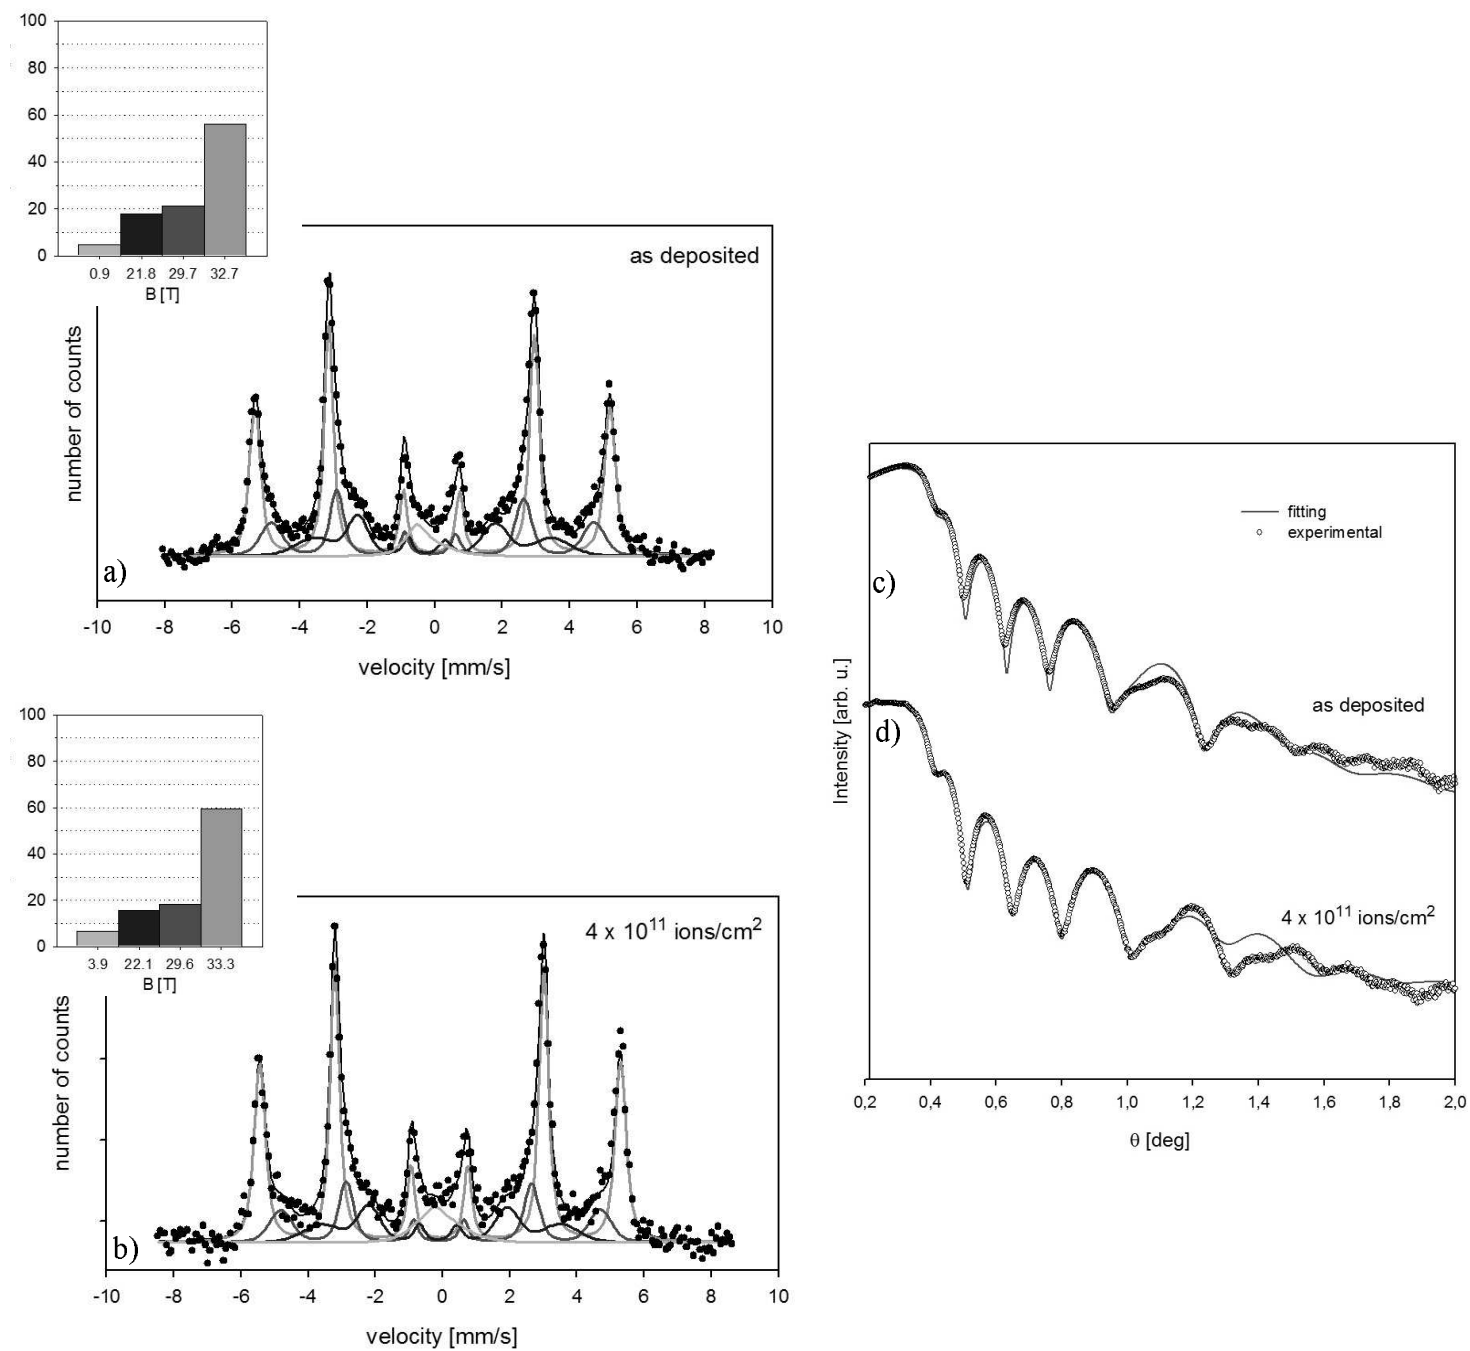 100
80
60
40
20
0
0.9 21.8 29.7 32.7
B [T]
as deposited
number of counts
a)
-10 -8 -6 -4 -2 0 2 4 6 8 10
velocity [mm/s]
100
80
60
40
20
0
3.9 22.1 29.6 33.3
B [T]
4 x 10¹¹ ions/cm²
number of counts
b)
-10 -8 -6 -4 -2 0 2 4 6 8 10
velocity [mm/s]
fitting
experimental
c)
as deposited
d)
4 x 10¹¹ ions/cm²
Intensity [arb. u.]
0,2 0,4 0,6 0,8 1,0 1,2 1,4 1,6 1,8 2,0
θ [deg]